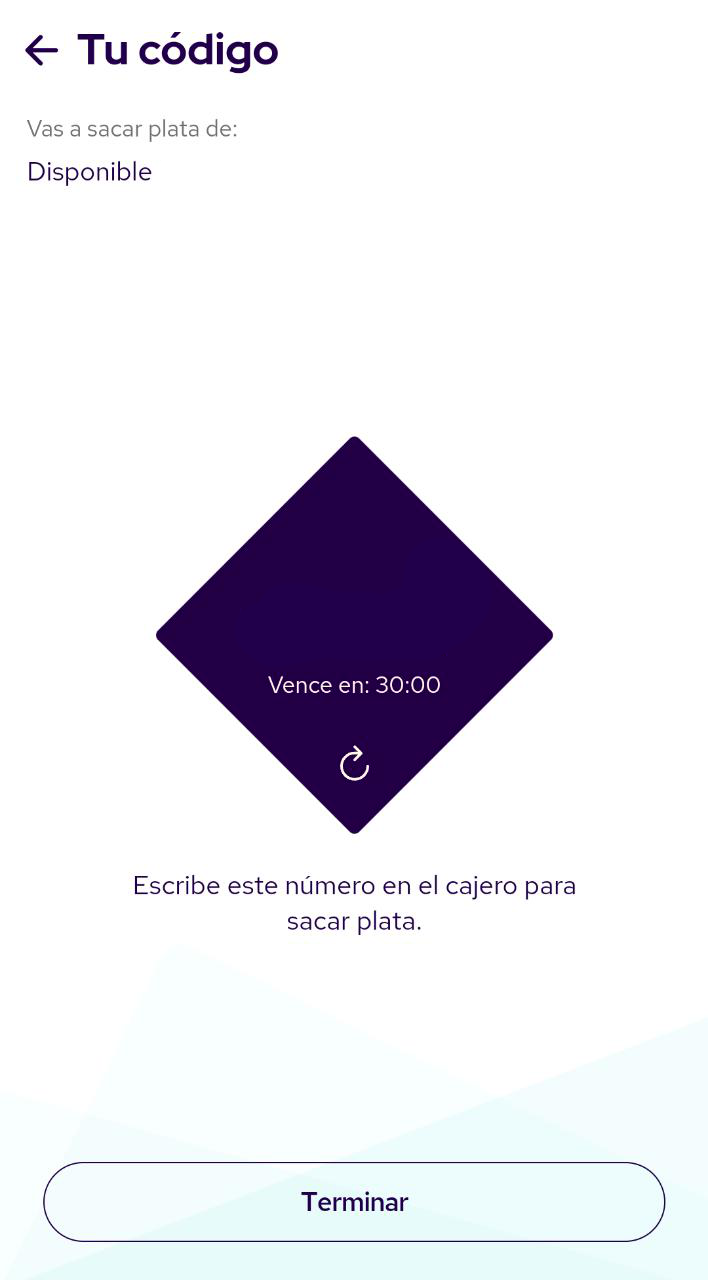 Tu código
Vas a sacar plata de:
Disponible
Vence en: 30:00
Escribe este número en el cajero para
sacar plata.
Terminar